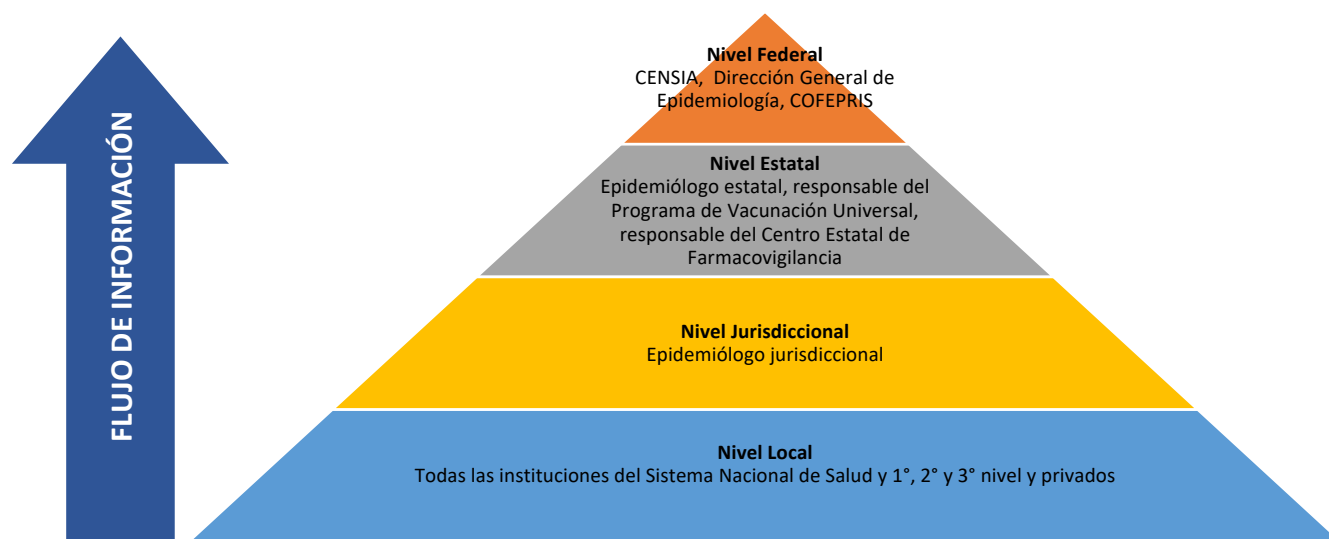 FLUJO DE INFORMACIÓN
Nivel Federal
CENSIA, Dirección General de
Epidemiología, COFEPRIS
Nivel Estatal
Epidemiólogo estatal, responsable del
Programa de Vacunación Universal,
responsable del Centro Estatal de
Farmacovigilancia
Nivel Jurisdiccional
Epidemiólogo jurisdiccional
Nivel Local
Todas las instituciones del Sistema Nacional de Salud y 1°, 2° y 3° nivel y privados